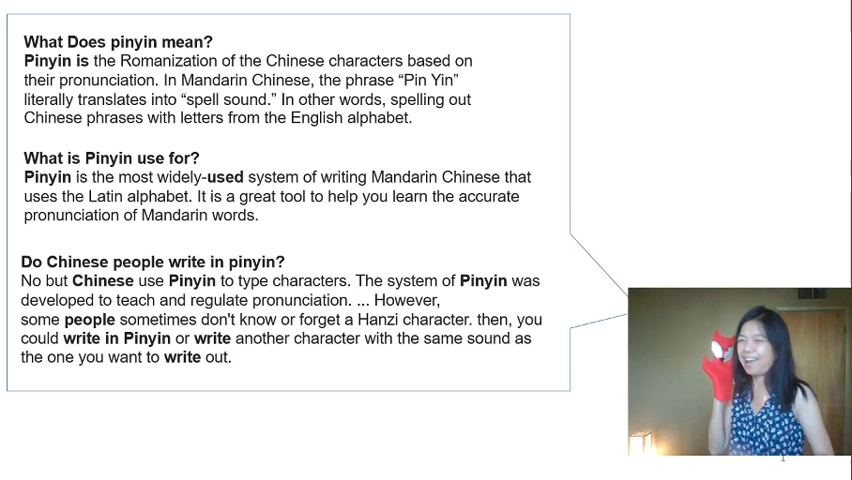 What Does pinyin mean?
Pinyin is the Romanization of the Chinese characters based on
their pronunciation. In Mandarin Chinese, the phrase “Pin Yin”
literally translates into “spell sound.” In other words, spelling out
Chinese phrases with letters from the English alphabet.
What is Pinyin use for?
Pinyin is the most widely-used system of writing Mandarin Chinese that
uses the Latin alphabet. It is a great tool to help you learn the accurate
pronunciation of Mandarin words.
Do Chinese people write in pinyin?
No but Chinese use Pinyin to type characters. The system of Pinyin was
developed to teach and regulate pronunciation. ... However,
some people sometimes don't know or forget a Hanzi character. then, you
could write in Pinyin or write another character with the same sound as
the one you want to write out.
1